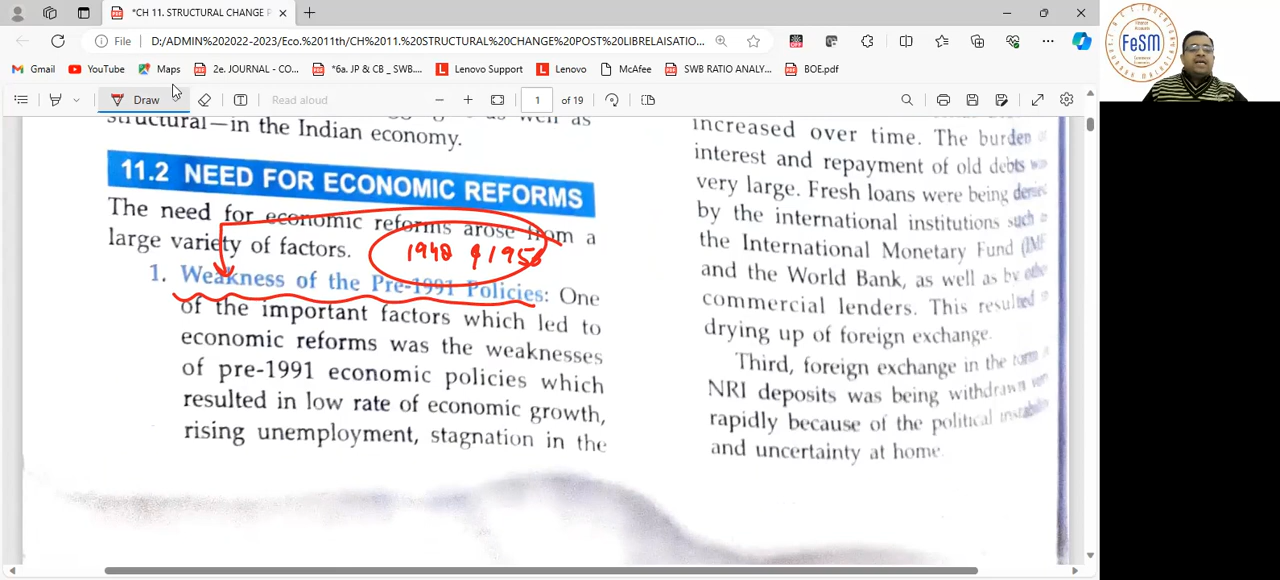 *CH 11. STRUCTURAL CHANGE P
File D:/ADMIN%202022-2023/Eco.%2011th/CH%2011.%20STRUCTURAL%20CHANGE%20POST%20LIBRELAISATIO...
Gmail YouTube Maps 2e. JOURNAL - CO... *6a. JP & CB _ SWB.... Lenovo Support Lenovo McAfee SWB RATIO ANALY... BOE.pdf
Draw Read aloud 1 of 19
structural—in the Indian economy.
11.2 NEED FOR ECONOMIC REFORMS
The need for economic reforms arose from a
large variety of factors.
1948 & 1956
1. Weakness of the Pre-1991 Policies: One
of the important factors which led to
economic reforms was the weaknesses
of pre-1991 economic policies which
resulted in low rate of economic growth,
rising unemployment, stagnation in the
increased over time. The burden
interest and repayment of old debts
very large. Fresh loans were being denied
by the international institutions such
the International Monetary Fund (IMF
and the World Bank, as well as by
commercial lenders. This resulted
drying up of foreign exchange.
Third, foreign exchange in the
NRI deposits was being withdrawn
rapidly because of the political
and uncertainty at home.
FeSM